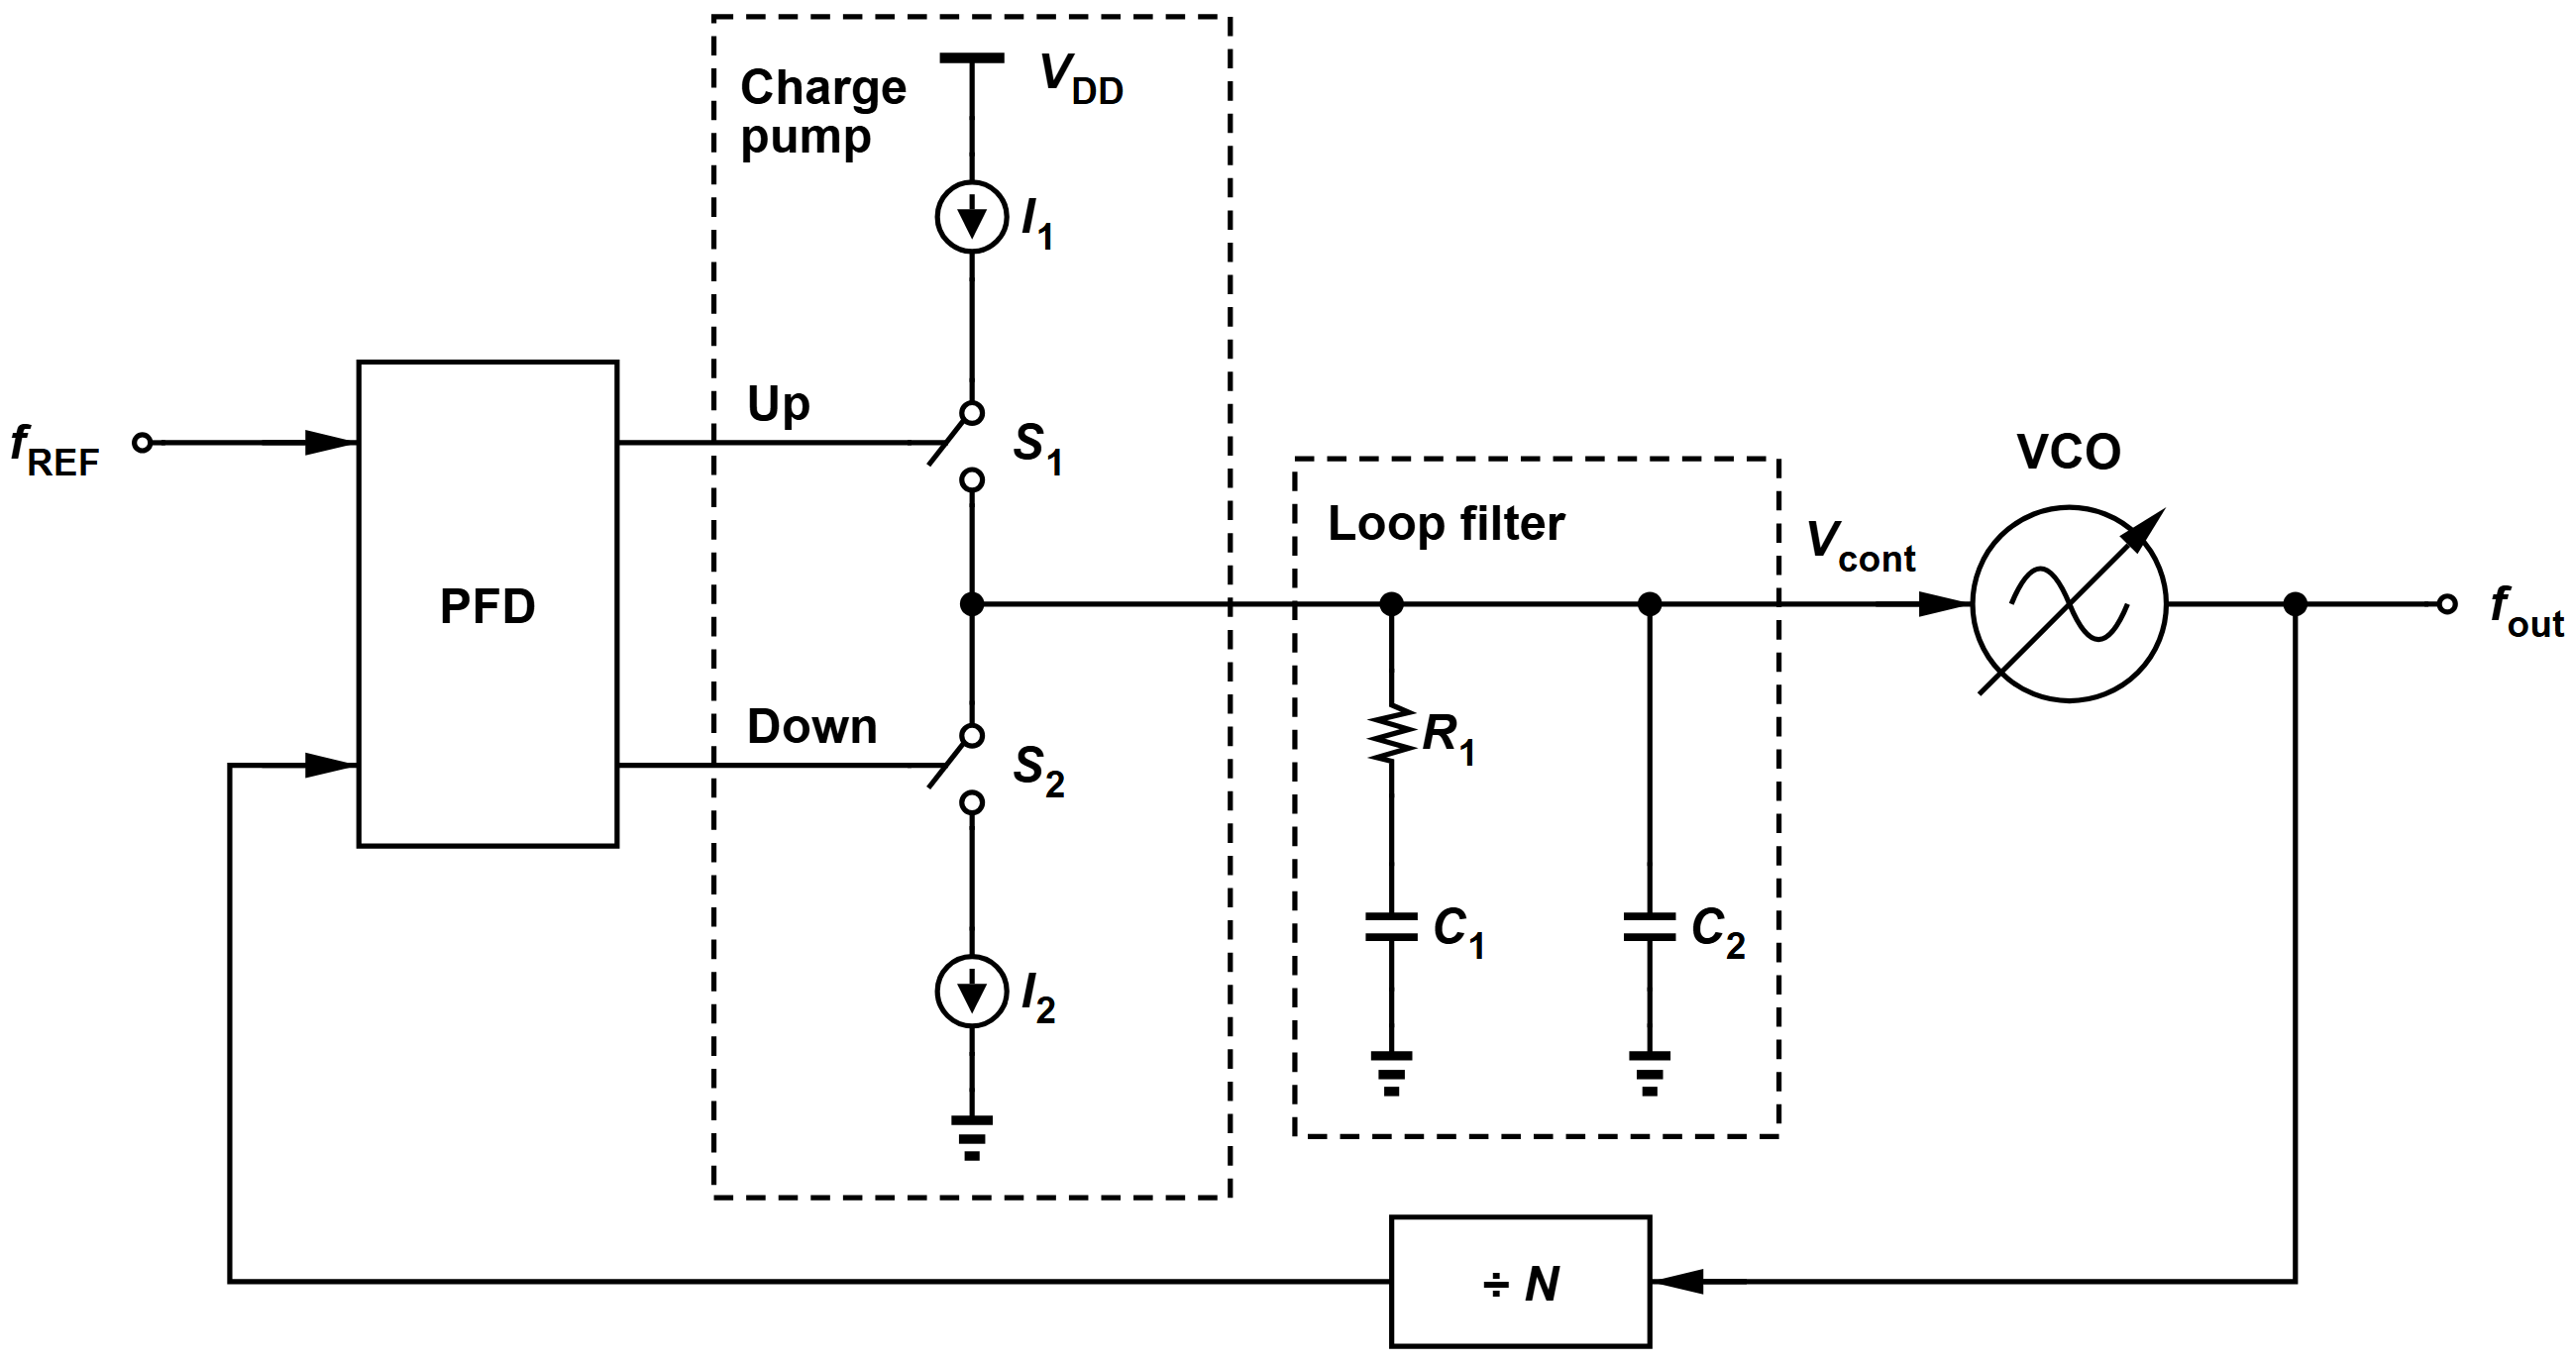 Charge
pump
VDD
I1
Up
S1
fREF
PFD
Down
S2
I2
Loop filter
R1
C1
C2
Vcont
VCO
fout
÷ N